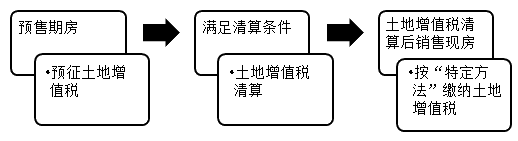 预售期房
•预征土地增
值税
满足清算条件
•土地增值税
清算
土地增值税清
算后销售现房
•按“特定方
法”缴纳土地
增值税